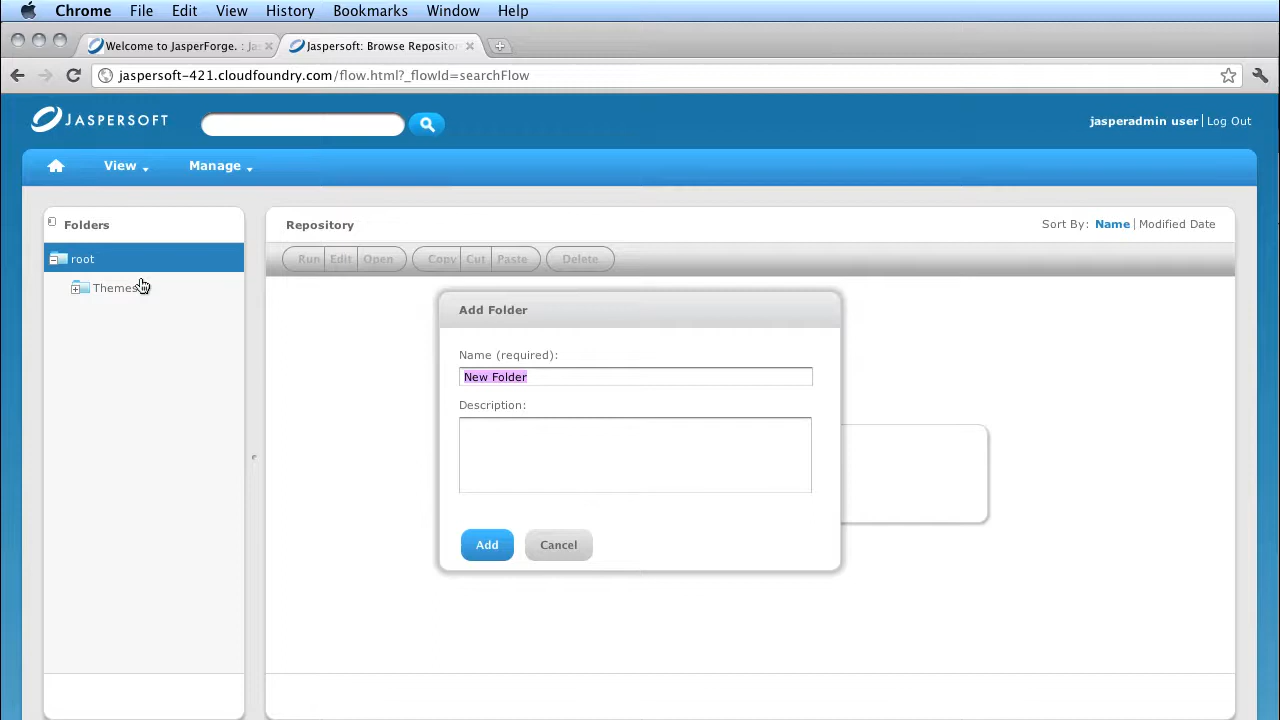 Chrome File Edit View History Bookmarks Window Help
Welcome to JasperForge. : Ja
Jaspersoft: Browse Repositor
jaspersoft-421.cloudfoundry.com/flow.html?_flowId=searchFlow
JASPERSOFT
jasperadmin user | Log Out
View Manage
Folders
root
Themes
Repository
Sort By: Name | Modified Date
Run Edit Open Copy Cut Paste Delete
Add Folder
Name (required):
New Folder
Description:
Add Cancel